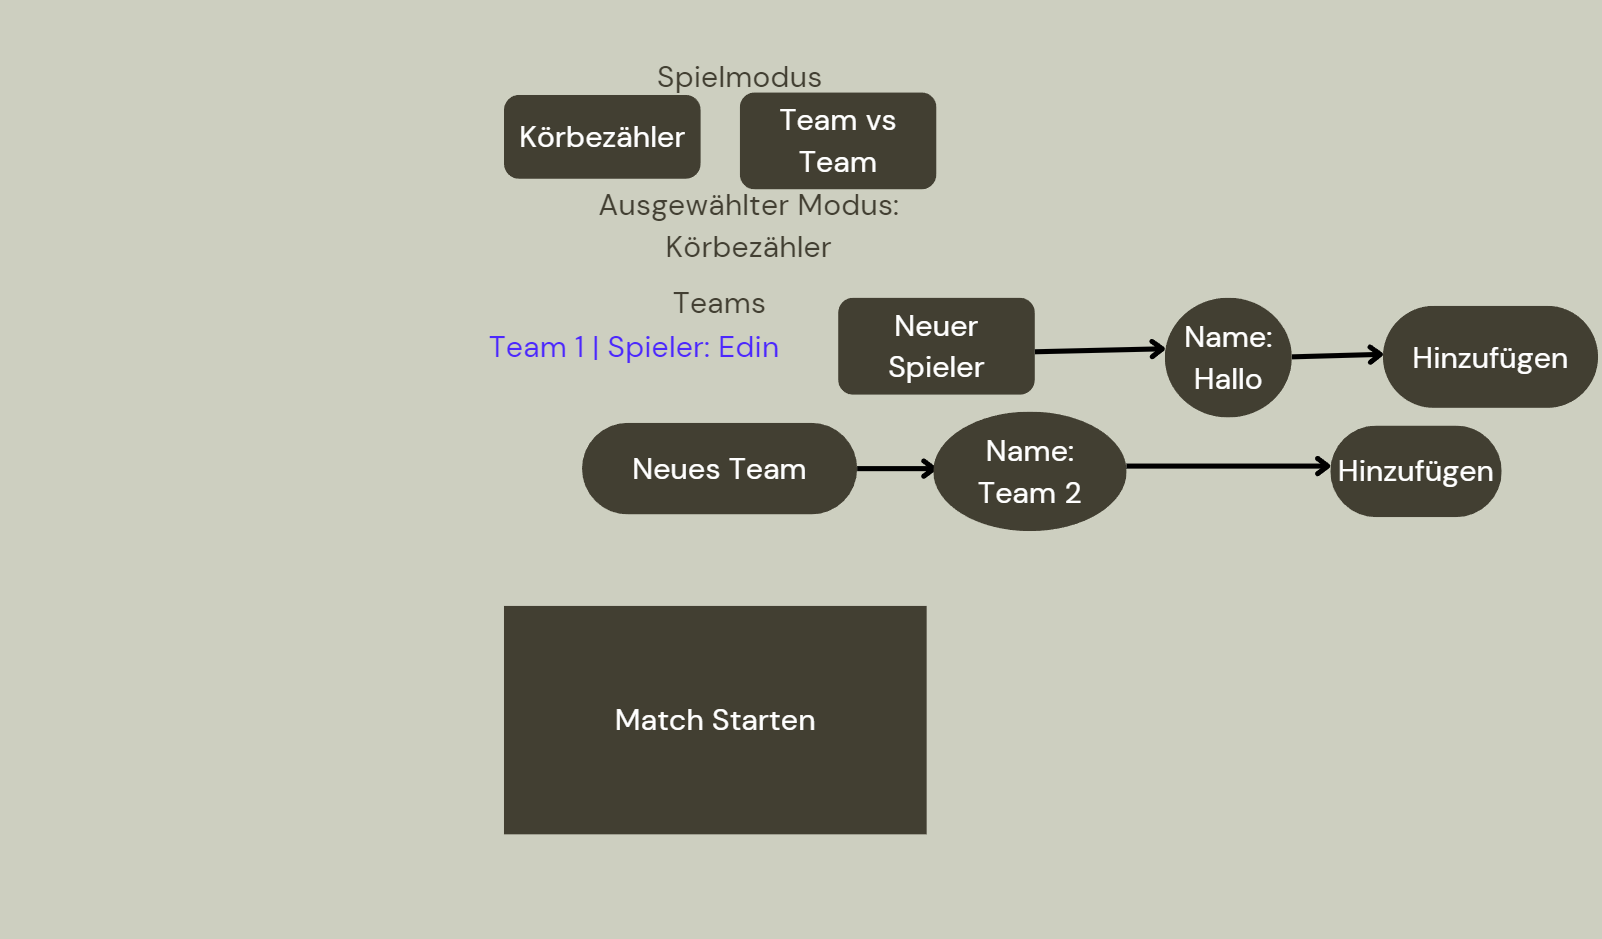 Spielmodus
Körbezähler
Team vs
Team
Ausgewählter Modus:
Körbezähler
Teams
Team 1 | Spieler: Edin
Neuer
Spieler
Name:
Hallo
Hinzufügen
Neues Team
Name:
Team 2
Hinzufügen
Match Starten